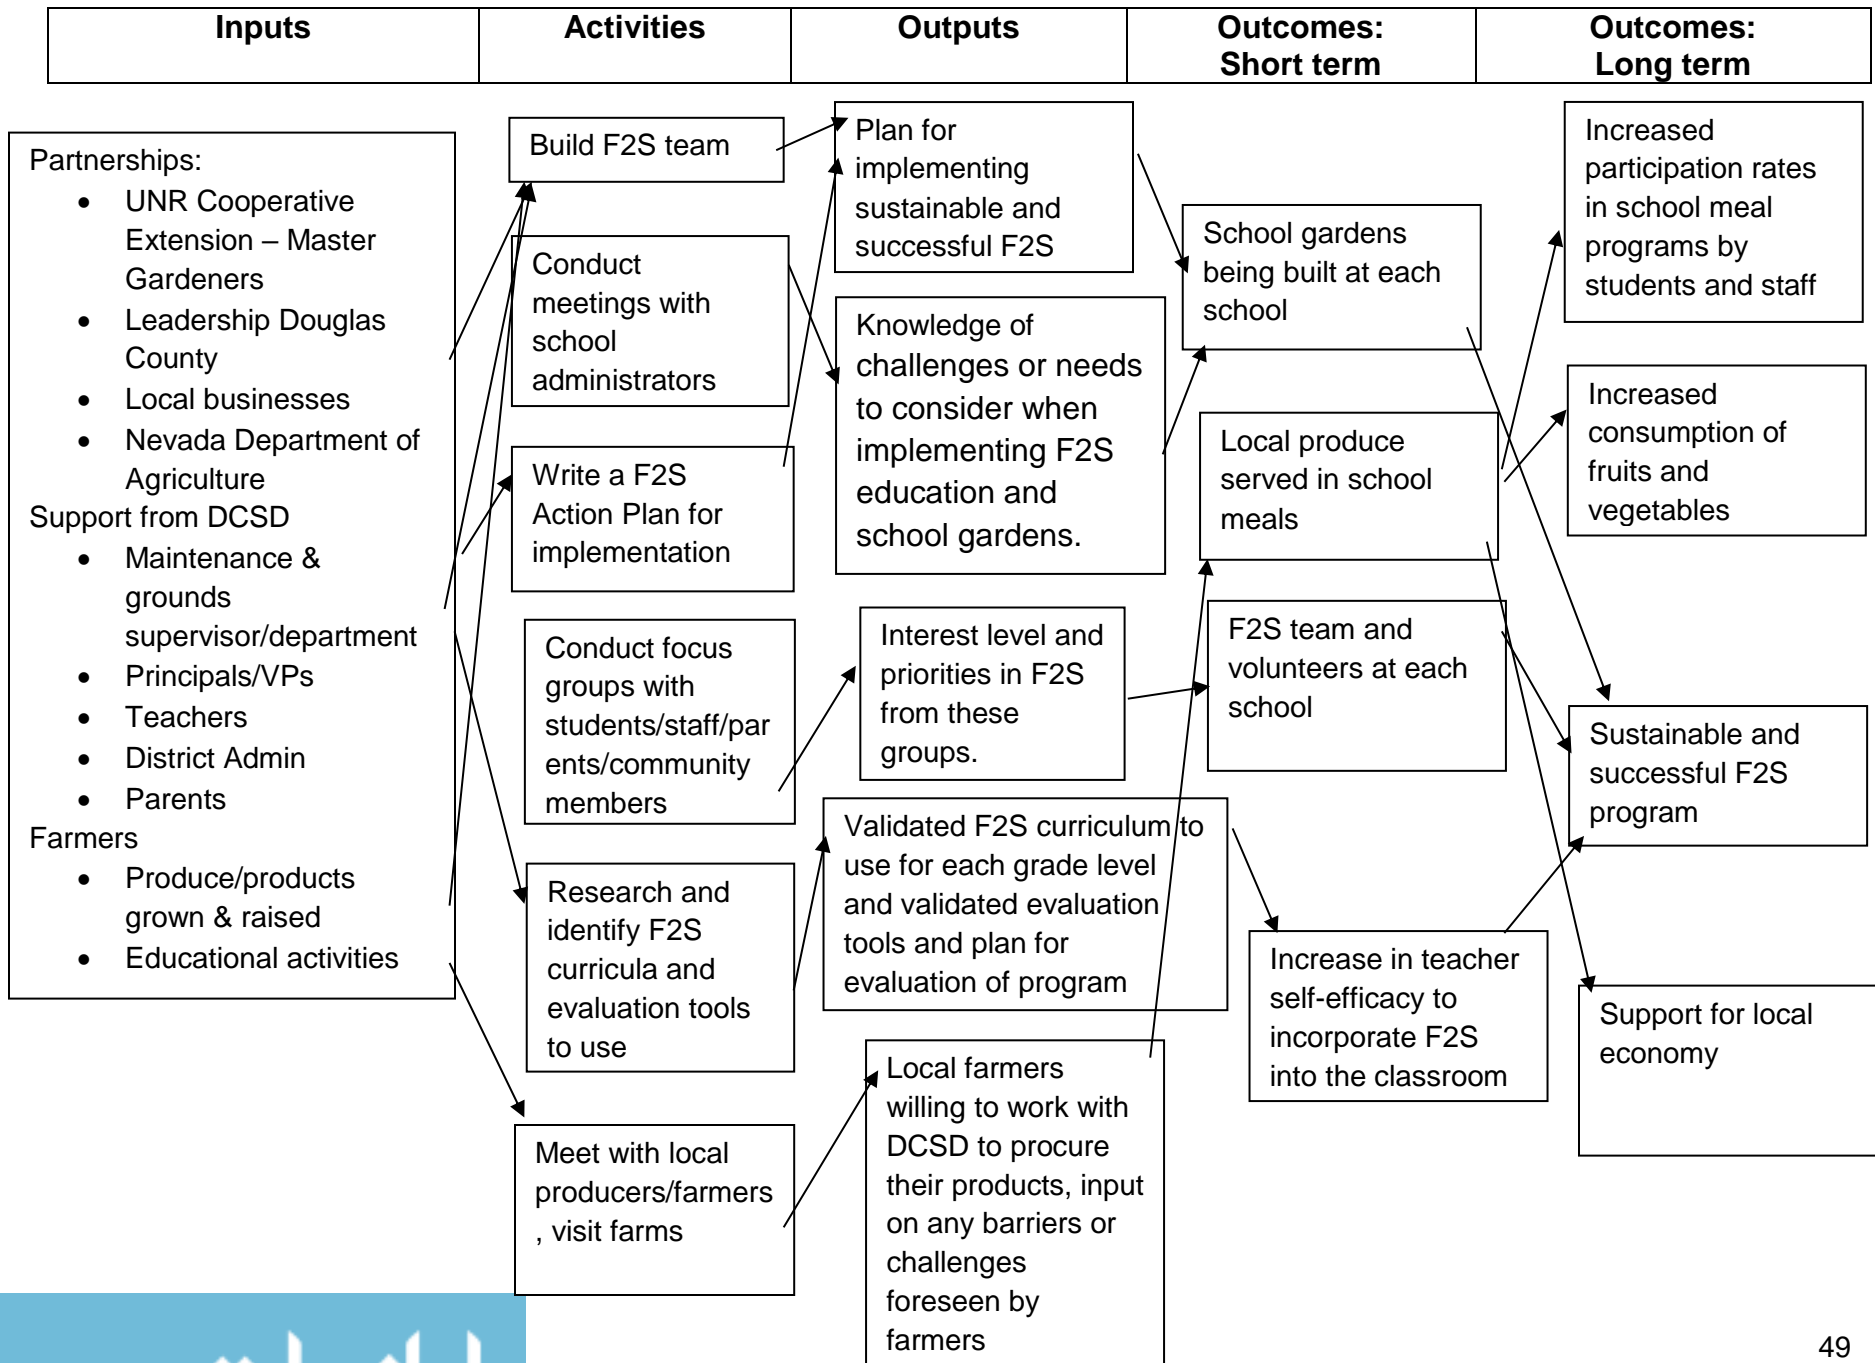 Inputs
Activities
Outputs
Outcomes:
Short term
Outcomes:
Long term
Partnerships:
• UNR Cooperative
Extension – Master
Gardeners
• Leadership Douglas
County
• Local businesses
• Nevada Department of
Agriculture
Support from DCSD
• Maintenance &
grounds
supervisor/department
• Principals/VPs
• Teachers
• District Admin
• Parents
Farmers
• Produce/products
grown & raised
• Educational activities
Build F2S team
Conduct
meetings with
school
administrators
Write a F2S
Action Plan for
implementation
Conduct focus
groups with
students/staff/par
ents/community
members
Research and
identify F2S
curricula and
evaluation tools
to use
Meet with local
producers/farmers
, visit farms
Plan for
implementing
sustainable and
successful F2S
Knowledge of
challenges or needs
to consider when
implementing F2S
education and
school gardens.
Interest level and
priorities in F2S
from these
groups.
Validated F2S curriculum to
use for each grade level
and validated evaluation
tools and plan for
evaluation of program
Local farmers
willing to work with
DCSD to procure
their products, input
on any barriers or
challenges
foreseen by
farmers
School gardens
being built at each
school
Local produce
served in school
meals
F2S team and
volunteers at each
school
Increase in teacher
self-efficacy to
incorporate F2S
into the classroom
Increased
participation rates
in school meal
programs by
students and staff
Increased
consumption of
fruits and
vegetables
Sustainable and
successful F2S
program
Support for local
economy
49